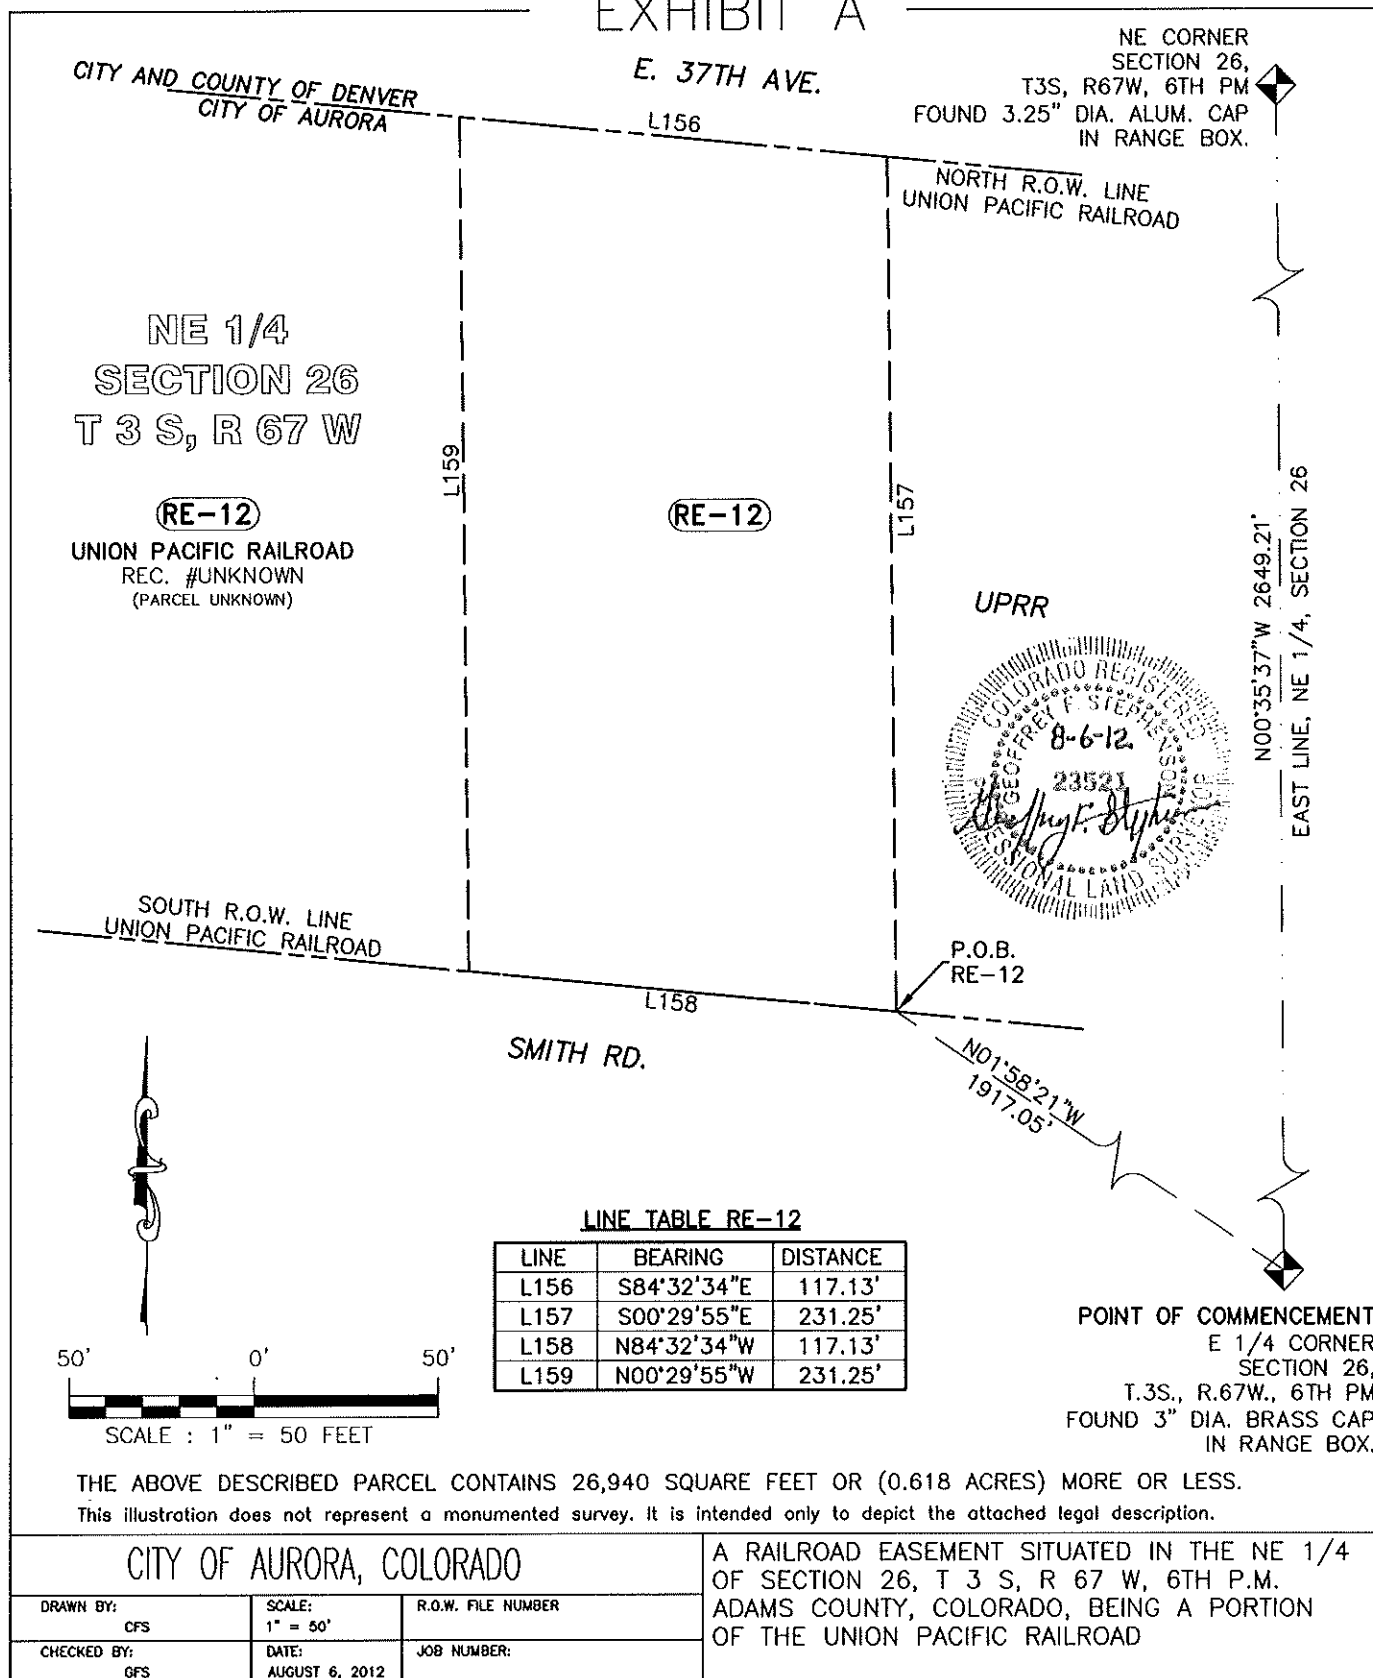 EXHIBIT A
NE CORNER
SECTION 26,
T3S, R67W, 6TH PM
FOUND 3.25" DIA. ALUM. CAP
IN RANGE BOX.
E. 37TH AVE.
CITY AND COUNTY OF DENVER
CITY OF AURORA
L156
NORTH R.O.W. LINE
UNION PACIFIC RAILROAD
NE 1/4
SECTION 26
T 3 S, R 67 W
L159
RE-12
UNION PACIFIC RAILROAD
REC. #UNKNOWN
(PARCEL UNKNOWN)
RE-12
L157
N00°35'37"W 2649.21'
EAST LINE, NE 1/4, SECTION 26
UPRR
COLORADO REGISTERED
GEOFFREY F. STEPHENSON
8-6-12
23521
PROFESSIONAL LAND SURVEYOR
SOUTH R.O.W. LINE
UNION PACIFIC RAILROAD
P.O.B.
RE-12
L158
SMITH RD.
N01°58'21"W
1917.05'
LINE TABLE RE-12
LINE BEARING DISTANCE
L156 S84°32'34"E 117.13'
L157 S00°29'55"E 231.25'
L158 N84°32'34"W 117.13'
L159 N00°29'55"W 231.25'
POINT OF COMMENCEMENT
E 1/4 CORNER
SECTION 26,
T.3S., R.67W., 6TH PM
FOUND 3" DIA. BRASS CAP
IN RANGE BOX.
50' 0' 50'
SCALE : 1" = 50 FEET
THE ABOVE DESCRIBED PARCEL CONTAINS 26,940 SQUARE FEET OR (0.618 ACRES) MORE OR LESS.
This illustration does not represent a monumented survey. It is intended only to depict the attached legal description.
CITY OF AURORA, COLORADO
DRAWN BY:
CFS
SCALE:
1" = 50'
R.O.W. FILE NUMBER
CHECKED BY:
GFS
DATE:
AUGUST 6, 2012
JOB NUMBER:
A RAILROAD EASEMENT SITUATED IN THE NE 1/4
OF SECTION 26, T 3 S, R 67 W, 6TH P.M.
ADAMS COUNTY, COLORADO, BEING A PORTION
OF THE UNION PACIFIC RAILROAD